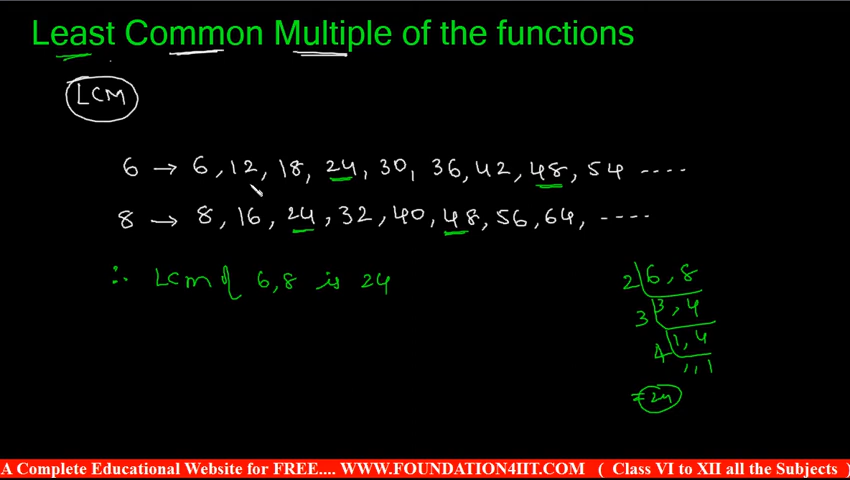 Least Common Multiple of the functions
LCM
6 → 6, 12, 18, 24, 30, 36, 42, 48, 54 ....
8 → 8, 16, 24, 32, 40, 48, 56, 64, ....
∴ LCM of 6,8 is 24
2 6, 8
3 3, 4
4 1, 4
1, 1
= 24
A Complete Educational Website for FREE.... WWW.FOUNDATION4IIT.COM ( Class VI to XII all the Subjects )